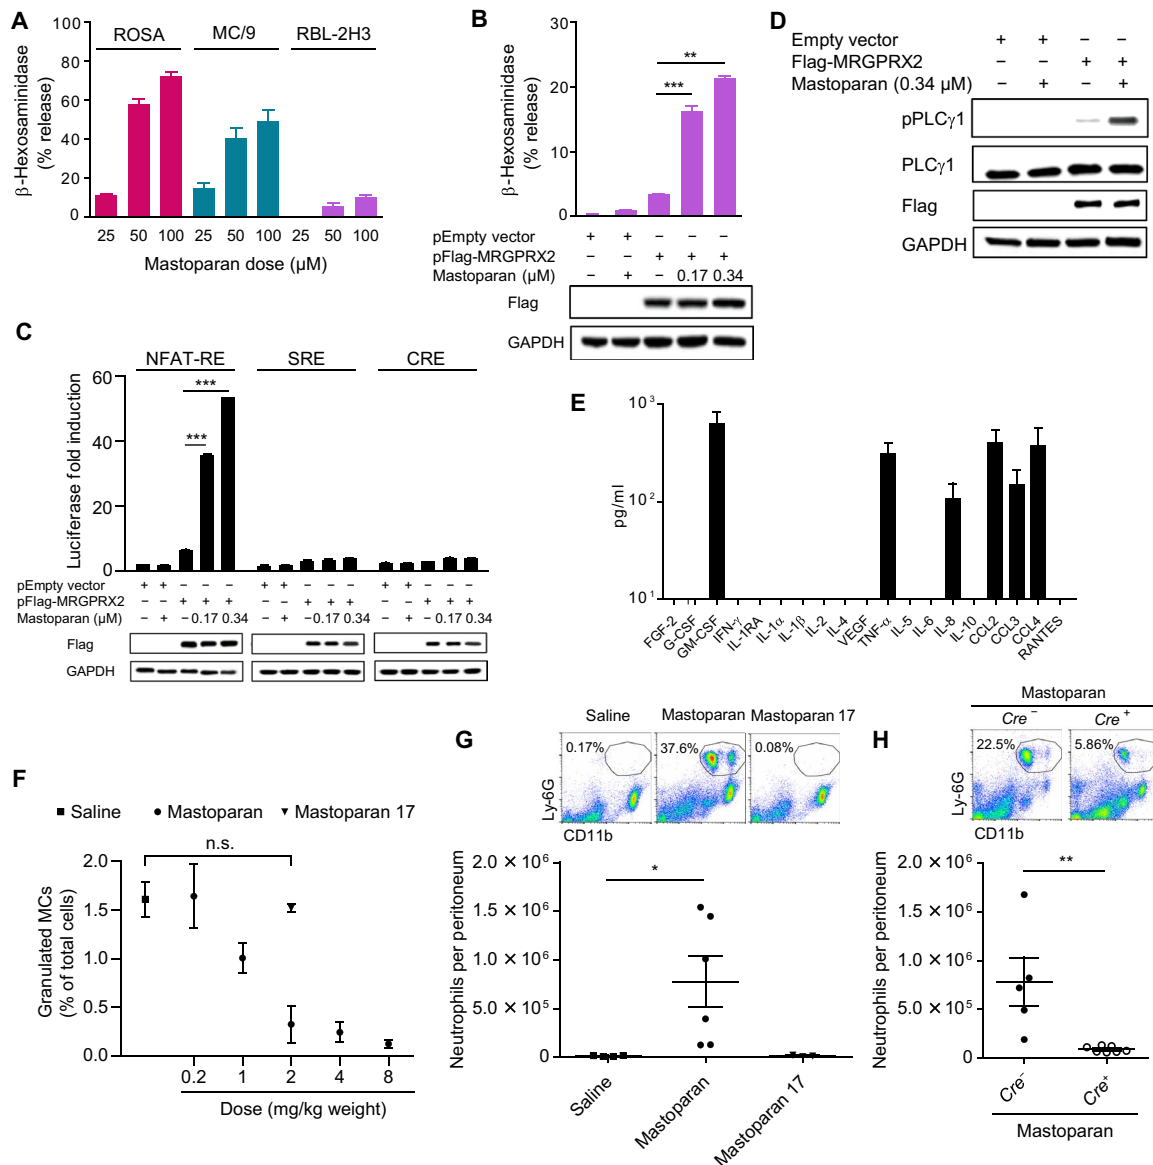 A
ROSA MC/9 RBL-2H3
β-Hexosaminidase
(% release)
100
80
60
40
20
0
25 50 100 25 50 100 25 50 100
Mastoparan dose (µM)
B
β-Hexosaminidase
(% release)
30
20
10
0
**
***
pEmpty vector + + − − −
pFlag-MRGPRX2 − − + + +
Mastoparan (µM) − + − 0.17 0.34
Flag
GAPDH
C
NFAT-RE SRE CRE
Luciferase fold induction
60
40
20
0
***
***
pEmpty vector + + − − − + + − − − + + − − −
pFlag-MRGPRX2 − − + + + − − + + + − − + + +
Mastoparan (µM) − + − 0.17 0.34 − + − 0.17 0.34 − + − 0.17 0.34
Flag
GAPDH
D
Empty vector + + − −
Flag-MRGPRX2 − − + +
Mastoparan (0.34 µM) − + − +
pPLCγ1
PLCγ1
Flag
GAPDH
E
pg/ml
10³
10²
10¹
FGF-2 G-CSF GM-CSF IFN-γ IL-1RA IL-1α IL-1β IL-2 IL-4 VEGF TNF-α IL-5 IL-6 IL-8 IL-10 CCL2 CCL3 CCL4 RANTES
F
Saline Mastoparan Mastoparan 17
n.s.
Granulated MCs
(% of total cells)
2.0
1.5
1.0
0.5
0.0
0.2 1 2 4 8
Dose (mg/kg weight)
G
Saline Mastoparan Mastoparan 17
0.17% 37.6% 0.08%
Ly-6G
CD11b
Neutrophils per peritoneum
2.0 × 10⁶
1.5 × 10⁶
1.0 × 10⁶
5.0 × 10⁵
0
*
Saline Mastoparan Mastoparan 17
H
Mastoparan
Cre⁻ Cre⁺
22.5% 5.86%
Ly-6G
CD11b
Neutrophils per peritoneum
2.0 × 10⁶
1.5 × 10⁶
1.0 × 10⁶
5.0 × 10⁵
0
**
Cre⁻ Cre⁺
Mastoparan